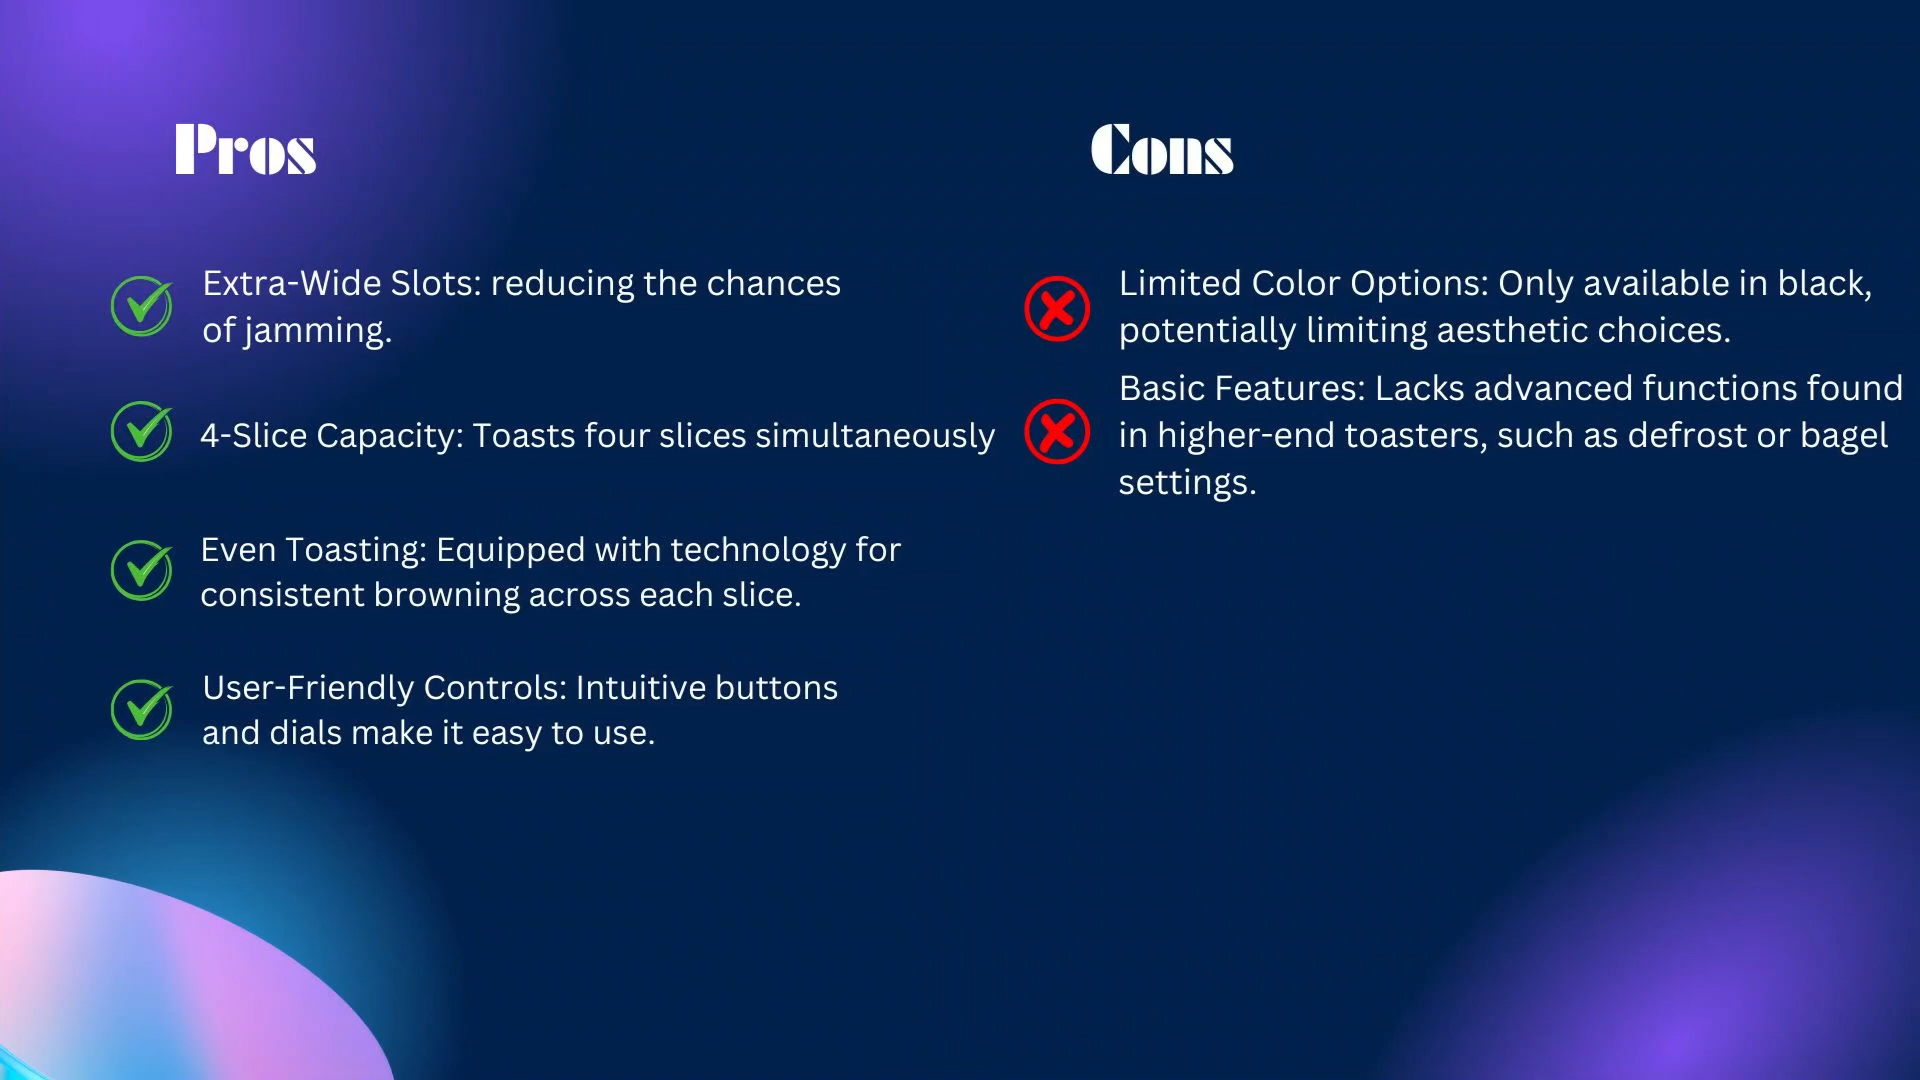 Pros
Extra-Wide Slots: reducing the chances
of jamming.
4-Slice Capacity: Toasts four slices simultaneously
Even Toasting: Equipped with technology for
consistent browning across each slice.
User-Friendly Controls: Intuitive buttons
and dials make it easy to use.
Cons
Limited Color Options: Only available in black,
potentially limiting aesthetic choices.
Basic Features: Lacks advanced functions found
in higher-end toasters, such as defrost or bagel
settings.